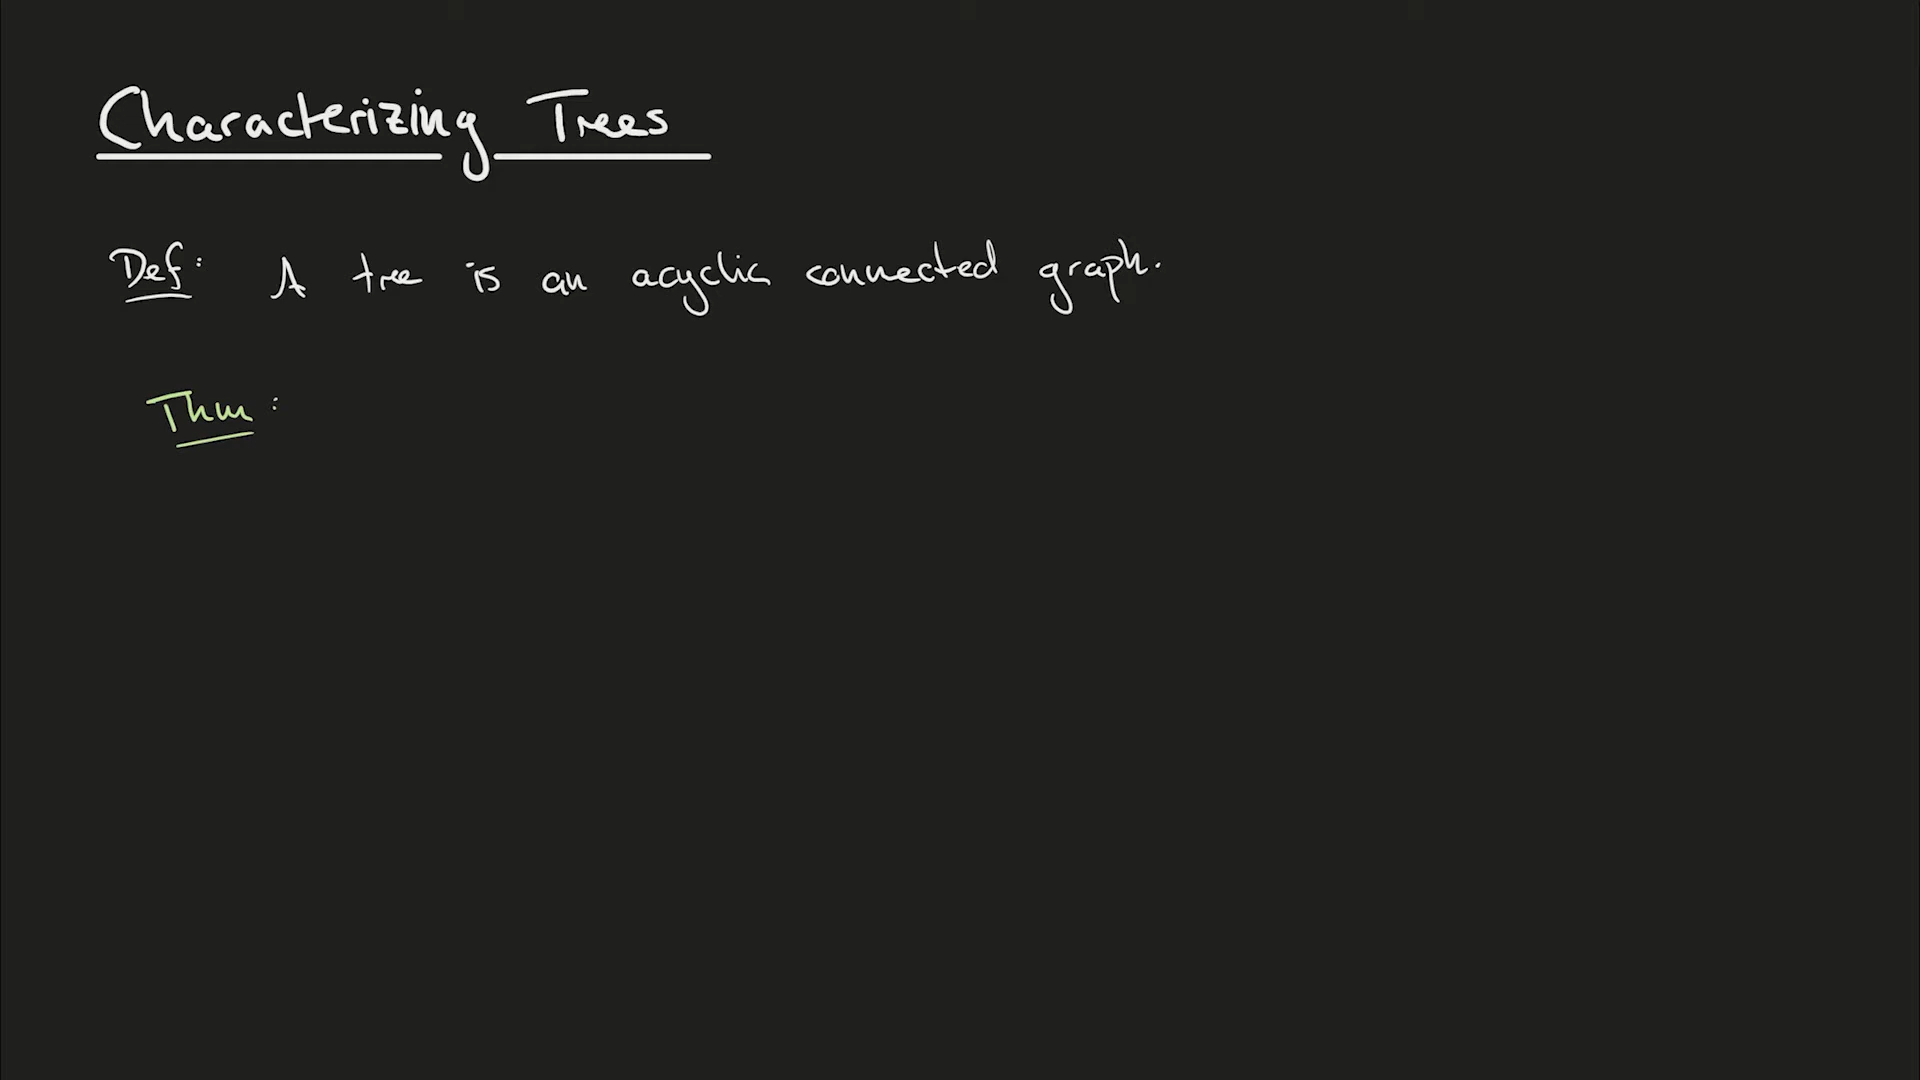 Characterizing Trees
Def: A tree is an acyclic connected graph.
Thm: